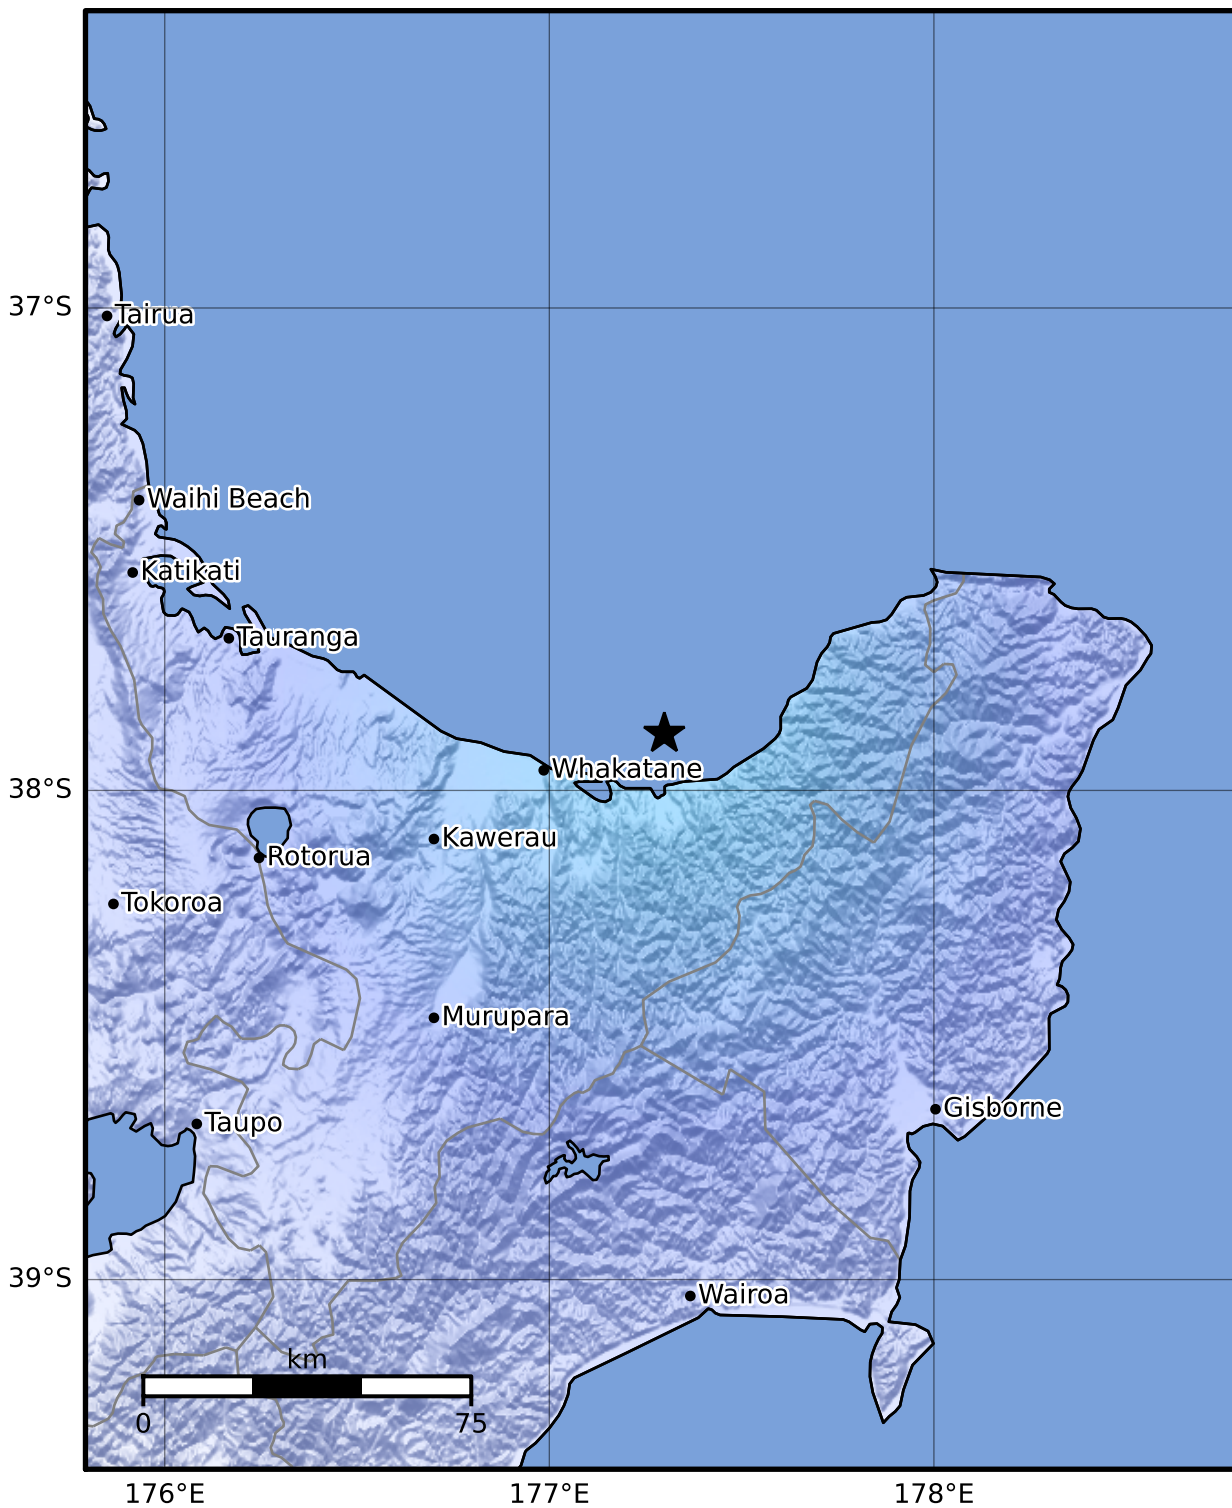 37°S
Tairua
Waihi Beach
Katikati
Tauranga
Whakatane
38°S
Kawerau
Rotorua
Tokoroa
Murupara
Gisborne
Taupo
39°S
Wairoa
km
0 75
176°E 177°E 178°E